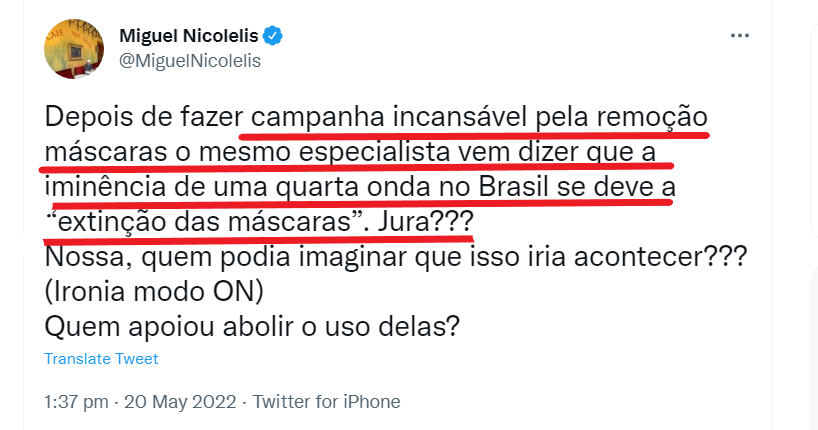 Miguel Nicolelis
@MiguelNicolelis
Depois de fazer campanha incansável pela remoção
máscaras o mesmo especialista vem dizer que a
iminência de uma quarta onda no Brasil se deve a
“extinção das máscaras”. Jura???
Nossa, quem podia imaginar que isso iria acontecer???
(Ironia modo ON)
Quem apoiou abolir o uso delas?
Translate Tweet
1:37 pm · 20 May 2022 · Twitter for iPhone